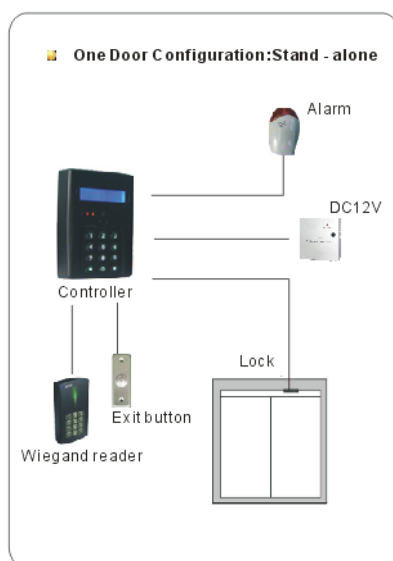 One Door Configuration:Stand - alone
Alarm
DC12V
Controller
Lock
Exit button
Wiegand reader